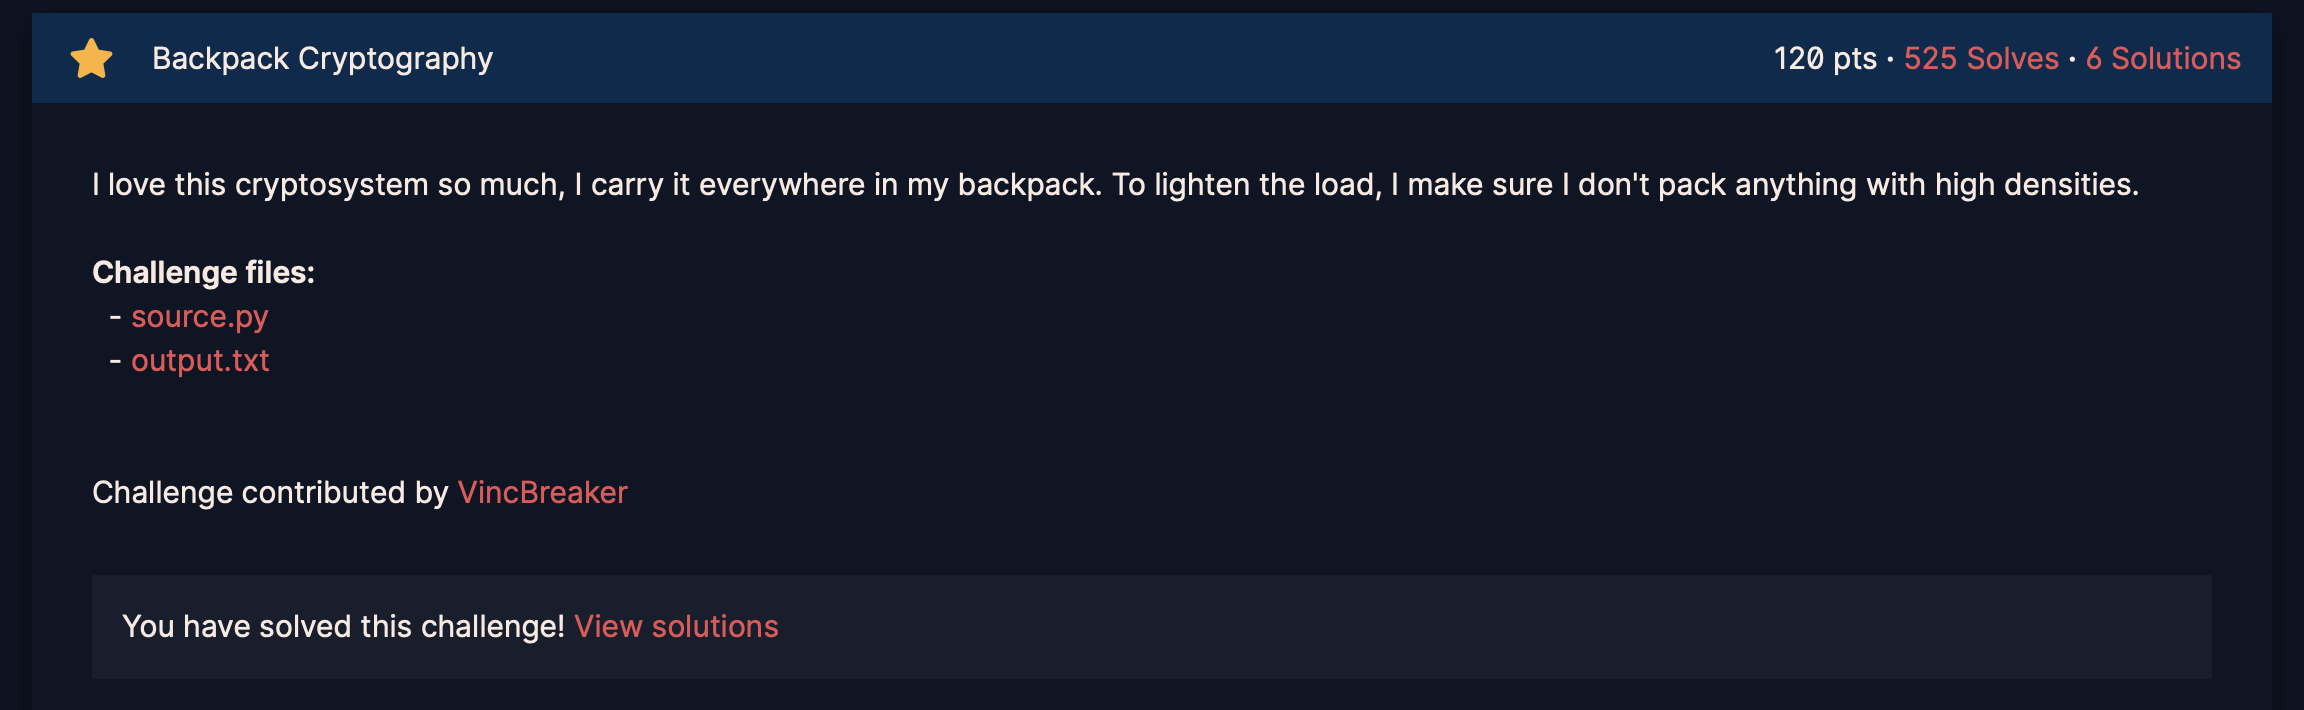 Backpack Cryptography
120 pts · 525 Solves · 6 Solutions
I love this cryptosystem so much, I carry it everywhere in my backpack. To lighten the load, I make sure I don't pack anything with high densities.
Challenge files:
- source.py
- output.txt
Challenge contributed by VincBreaker
You have solved this challenge! View solutions